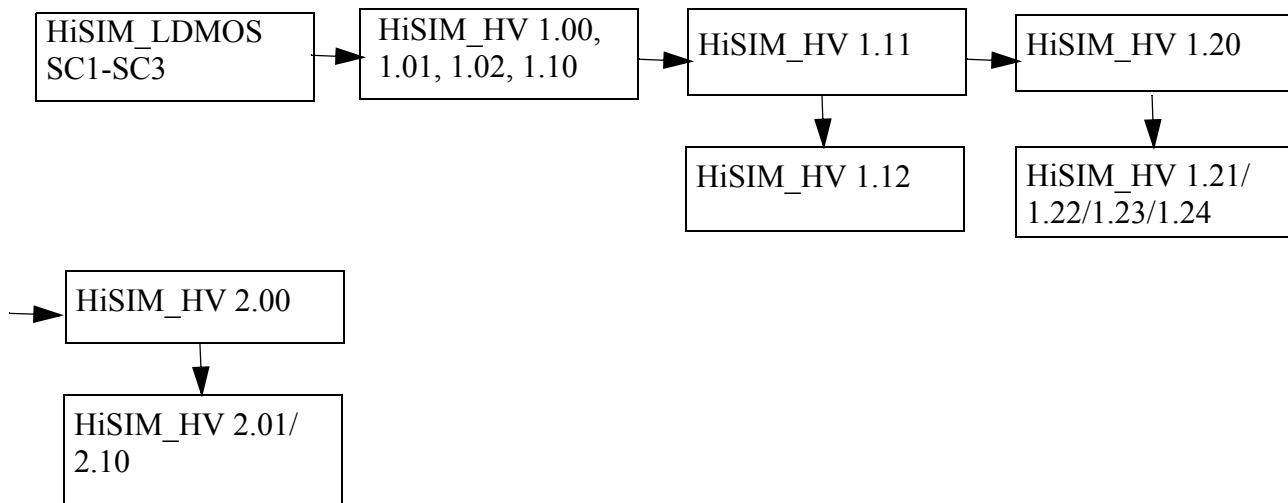 HiSIM_LDMOS
SC1-SC3
HiSIM_HV 1.00,
1.01, 1.02, 1.10
HiSIM_HV 1.11
HiSIM_HV 1.20
HiSIM_HV 1.12
HiSIM_HV 1.21/
1.22/1.23/1.24
HiSIM_HV 2.00
HiSIM_HV 2.01/
2.10